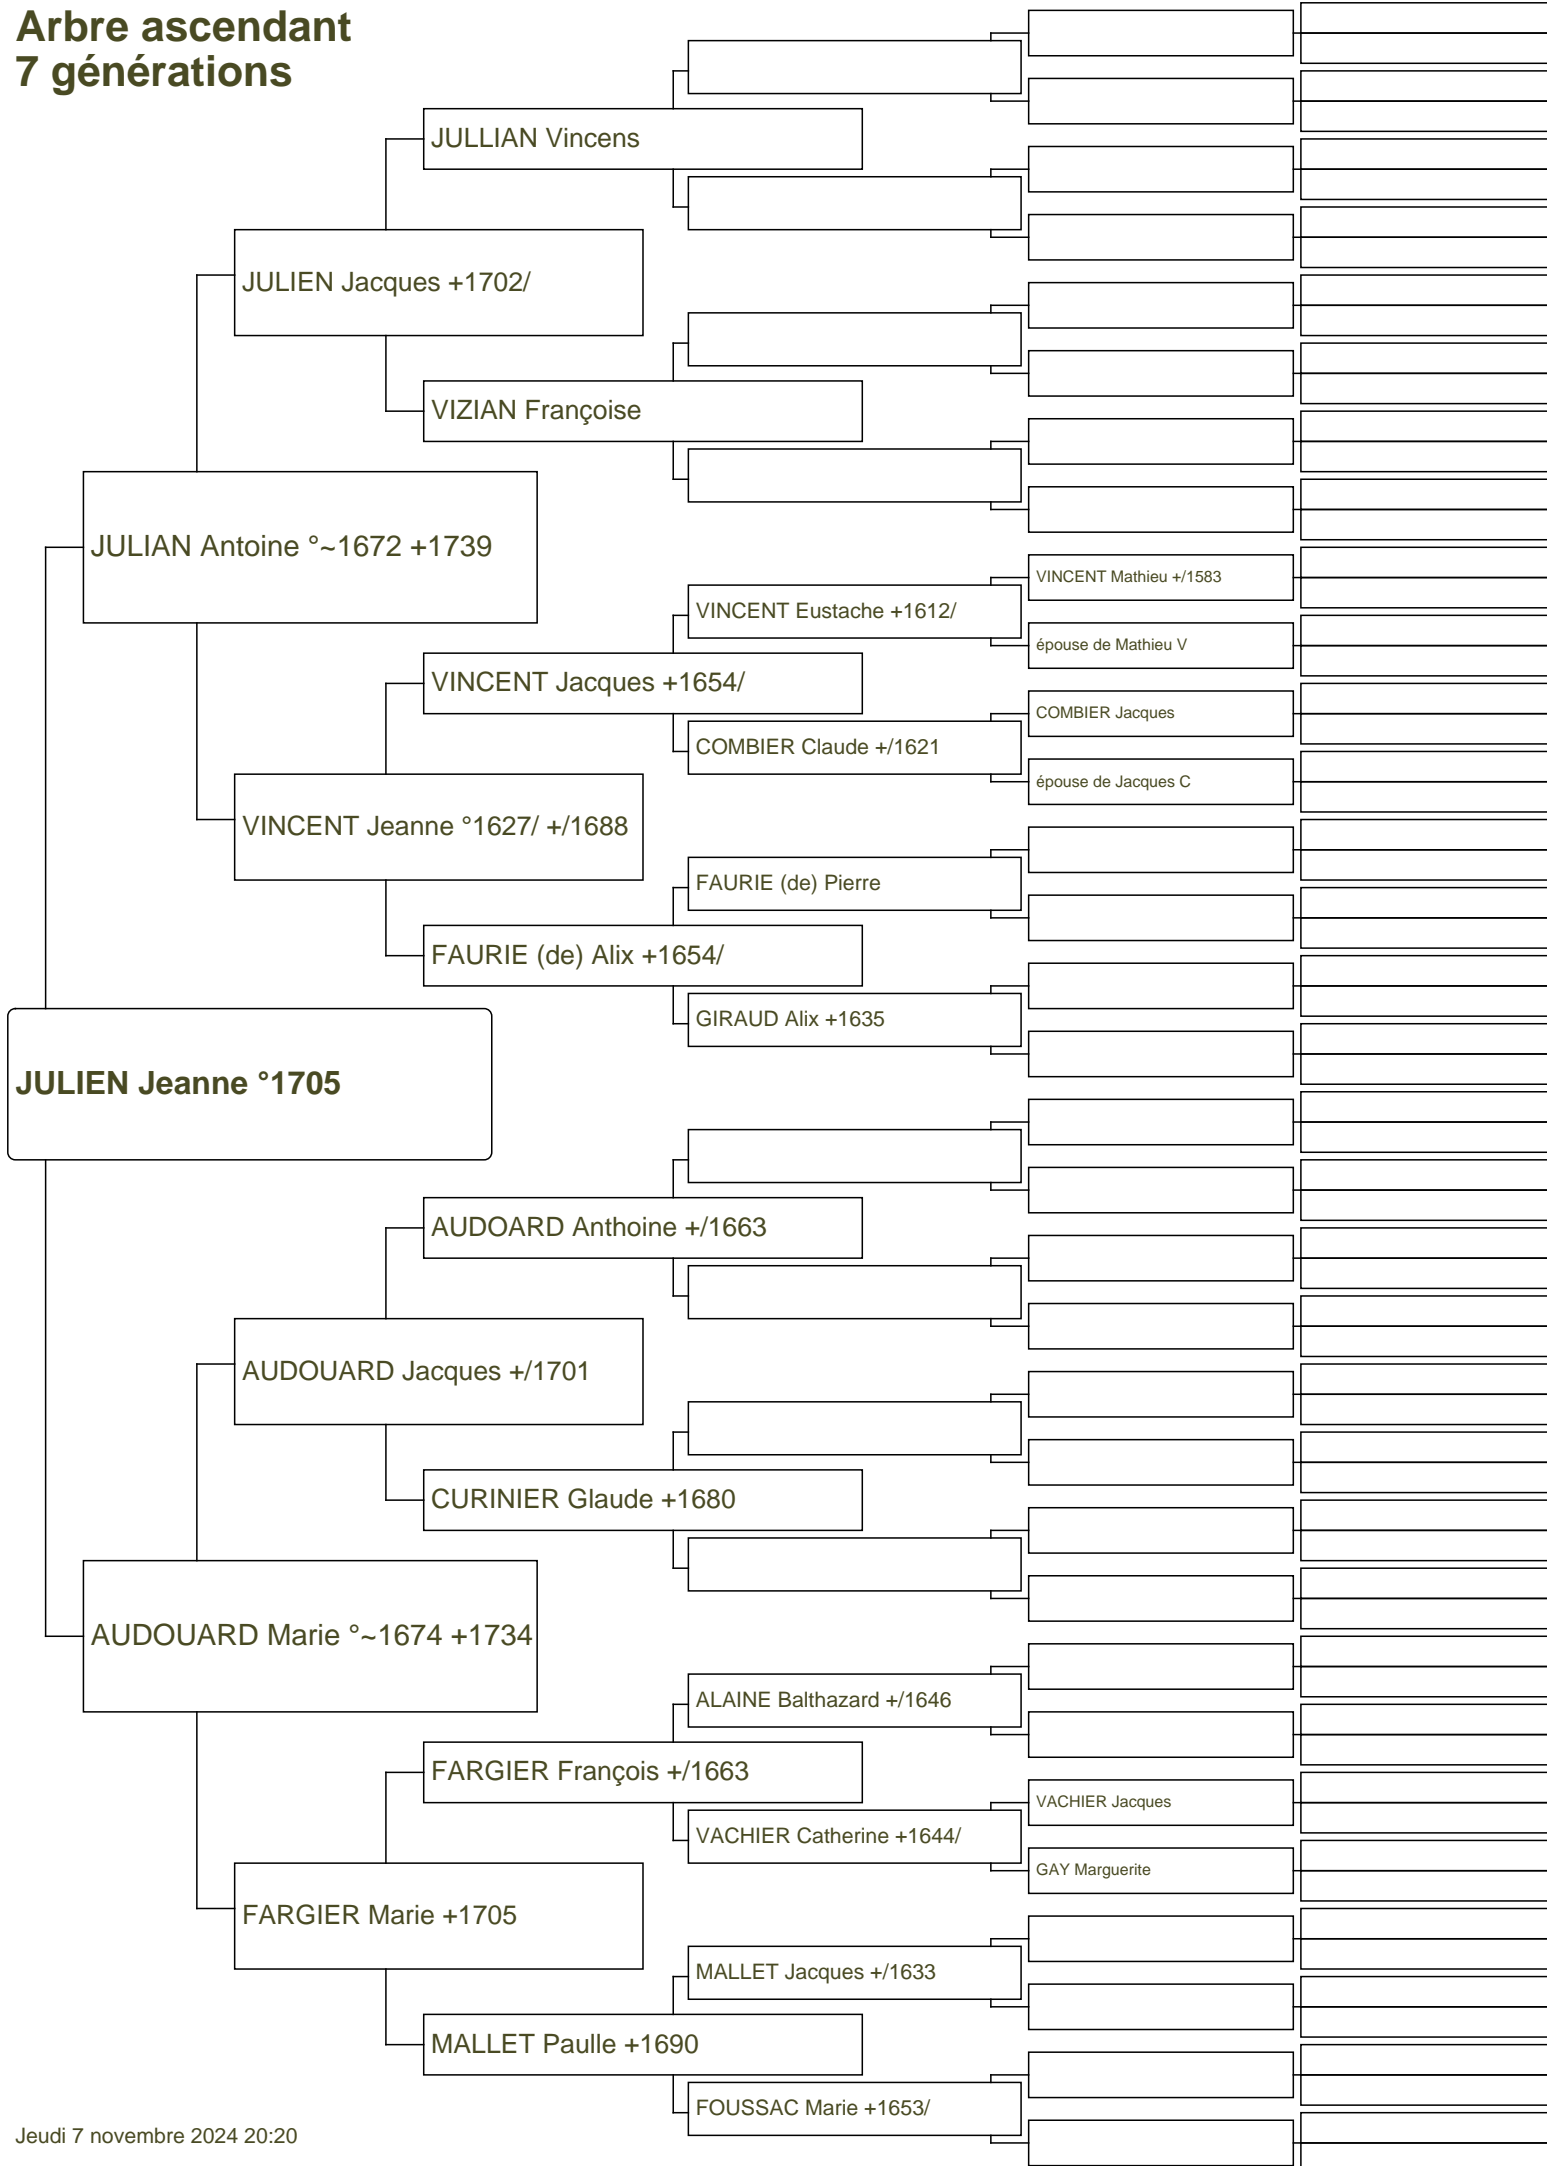 Arbre ascendant
7 générations
JULLIAN Vincens
JULIEN Jacques +1702/
VIZIAN Françoise
JULIAN Antoine °~1672 +1739
VINCENT Mathieu +/1583
VINCENT Eustache +1612/
épouse de Mathieu V
VINCENT Jacques +1654/
COMBIER Jacques
COMBIER Claude +/1621
épouse de Jacques C
VINCENT Jeanne °1627/ +/1688
FAURIE (de) Pierre
FAURIE (de) Alix +1654/
GIRAUD Alix +1635
JULIEN Jeanne °1705
AUDOARD Anthoine +/1663
AUDOUARD Jacques +/1701
CURINIER Glaude +1680
AUDOUARD Marie °~1674 +1734
ALAINE Balthazard +/1646
FARGIER François +/1663
VACHIER Jacques
VACHIER Catherine +1644/
GAY Marguerite
FARGIER Marie +1705
MALLET Jacques +/1633
MALLET Paulle +1690
FOUSSAC Marie +1653/
Jeudi 7 novembre 2024 20:20